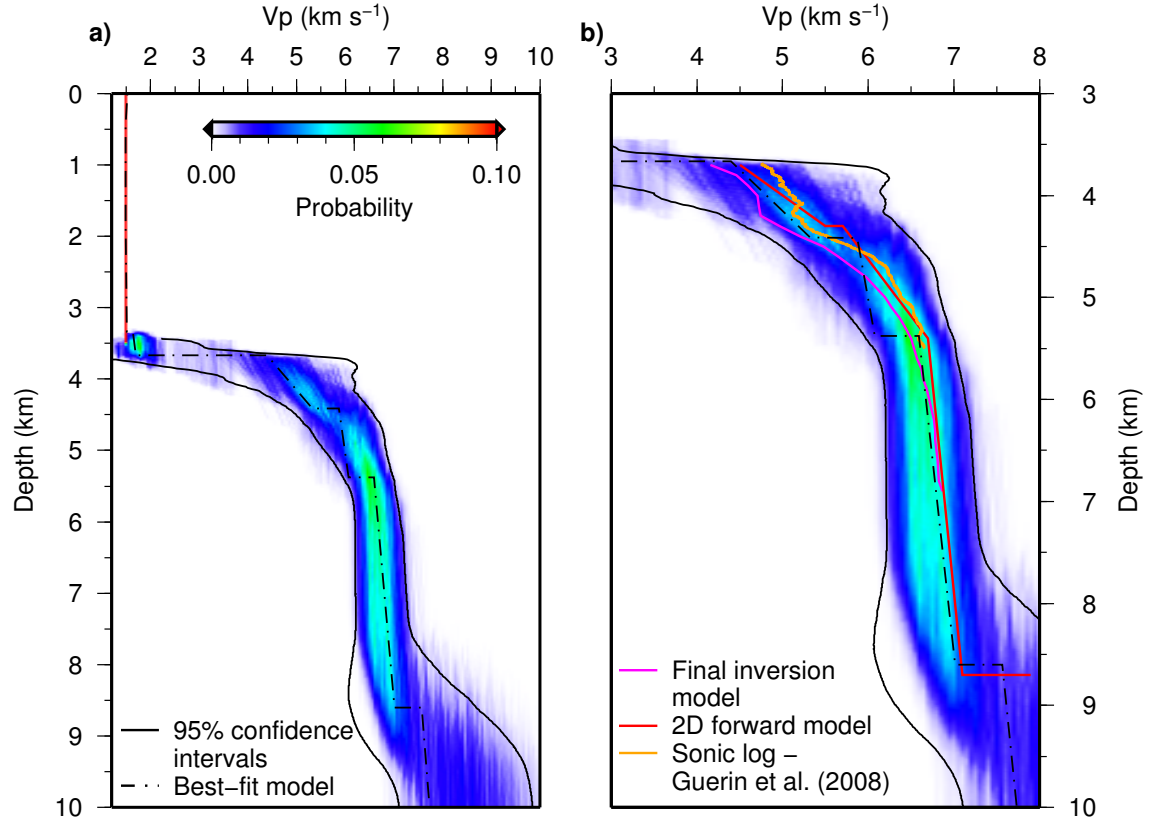 Vp (km s⁻¹)
a)
2 3 4 5 6 7 8 9 10
0
1
2
3
4
5
6
7
8
9
10
Depth (km)
0.00 0.05 0.10
Probability
95% confidence
intervals
Best−fit model
Vp (km s⁻¹)
b)
3 4 5 6 7 8
3
4
5
6
7
8
9
10
Depth (km)
Final inversion
model
2D forward model
Sonic log −
Guerin et al. (2008)